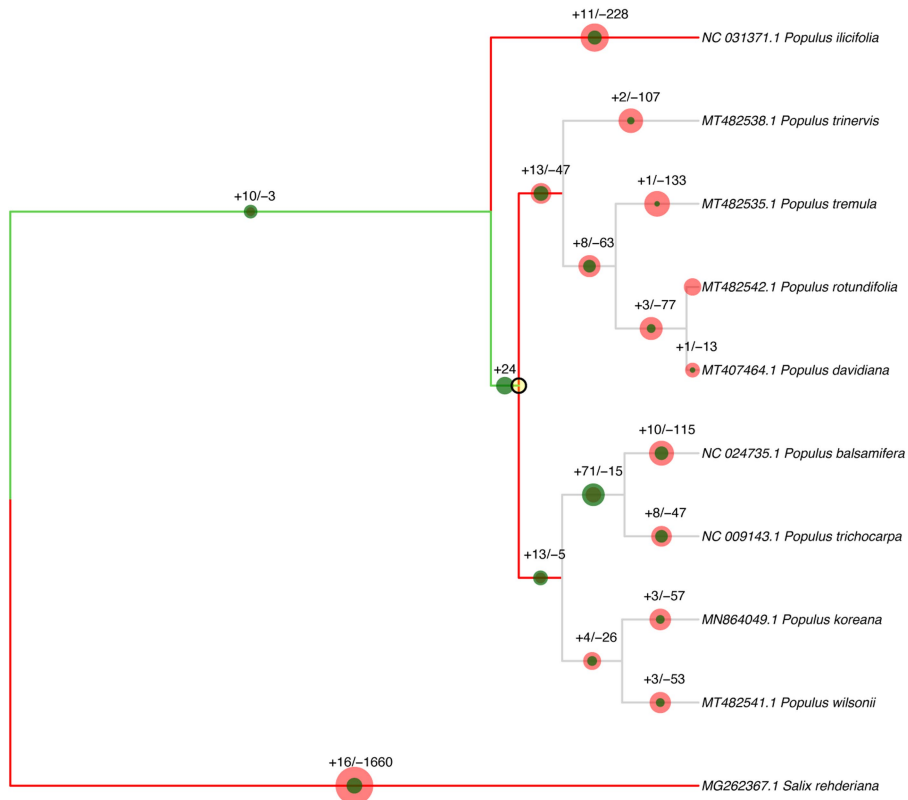 +11/−228
NC 031371.1 Populus ilicifolia
+2/−107
MT482538.1 Populus trinervis
+13/−47
+1/−133
+10/−3
MT482535.1 Populus tremula
+8/−63
MT482542.1 Populus rotundifolia
+3/−77
+1/−13
+24
MT407464.1 Populus davidiana
+10/−115
NC 024735.1 Populus balsamifera
+71/−15
+8/−47
NC 009143.1 Populus trichocarpa
+13/−5
+3/−57
MN864049.1 Populus koreana
+4/−26
+3/−53
MT482541.1 Populus wilsonii
+16/−1660
MG262367.1 Salix rehderiana